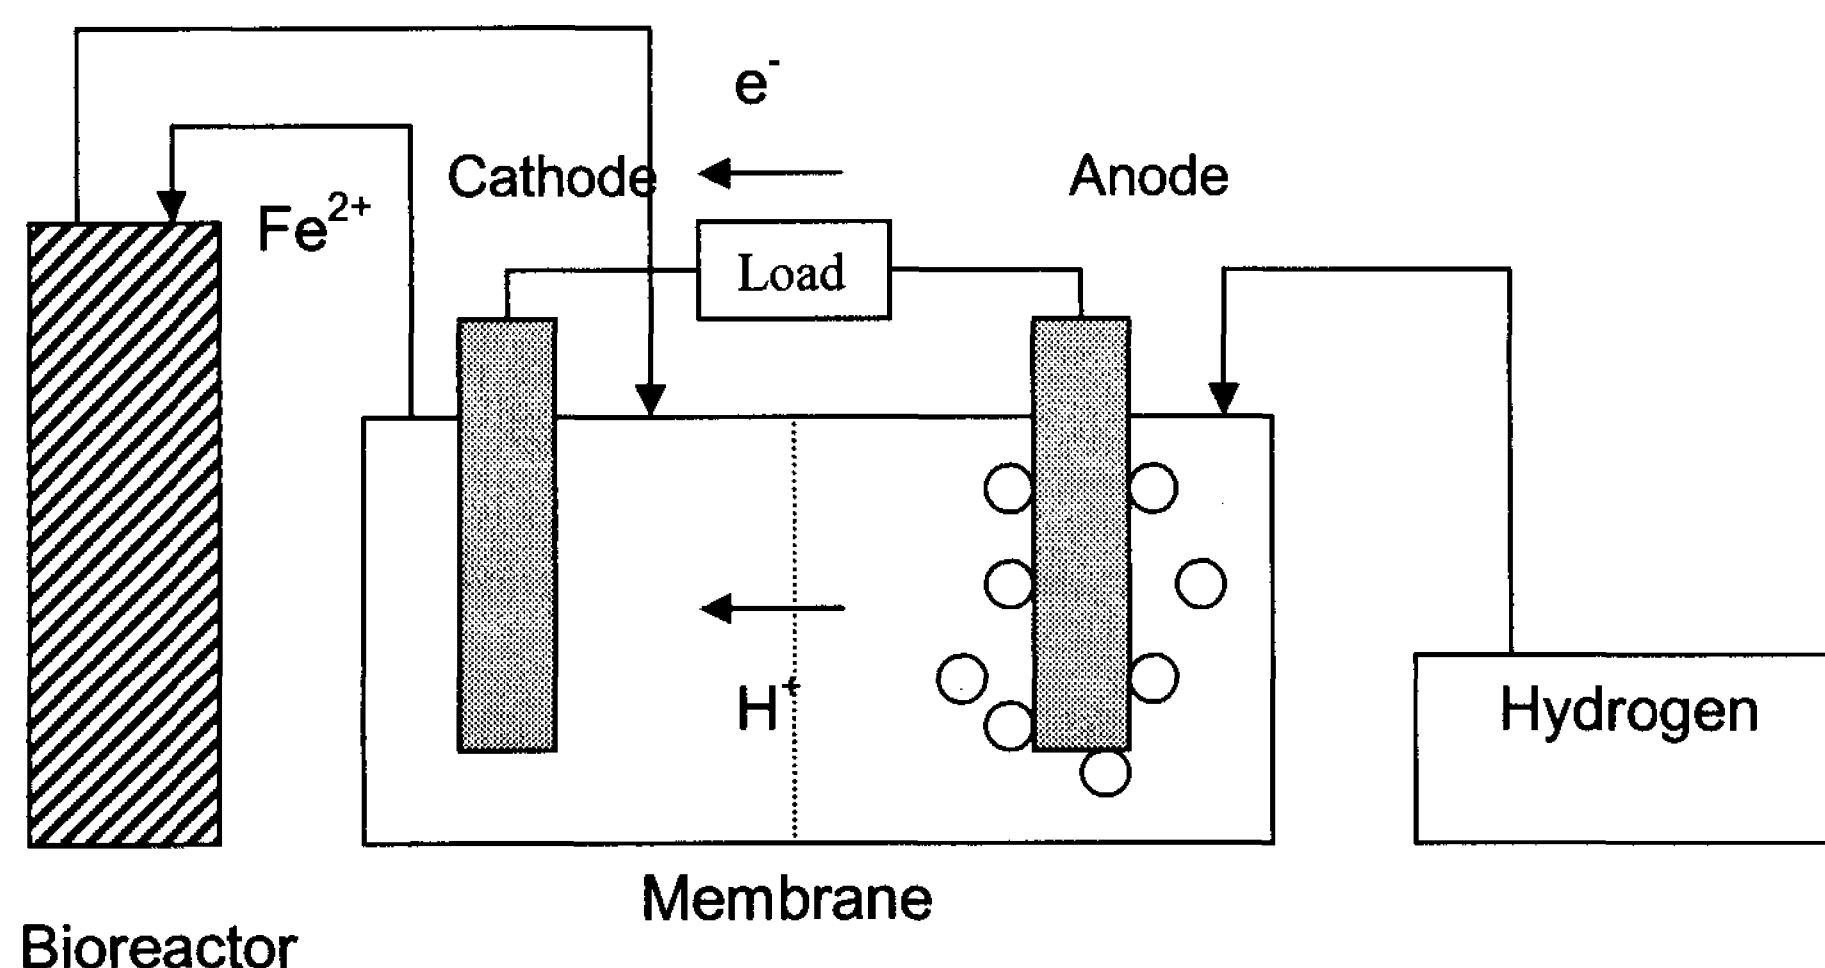 e⁻
Cathode
Anode
Fe²⁺
Load
H⁺
Hydrogen
Membrane
Bioreactor